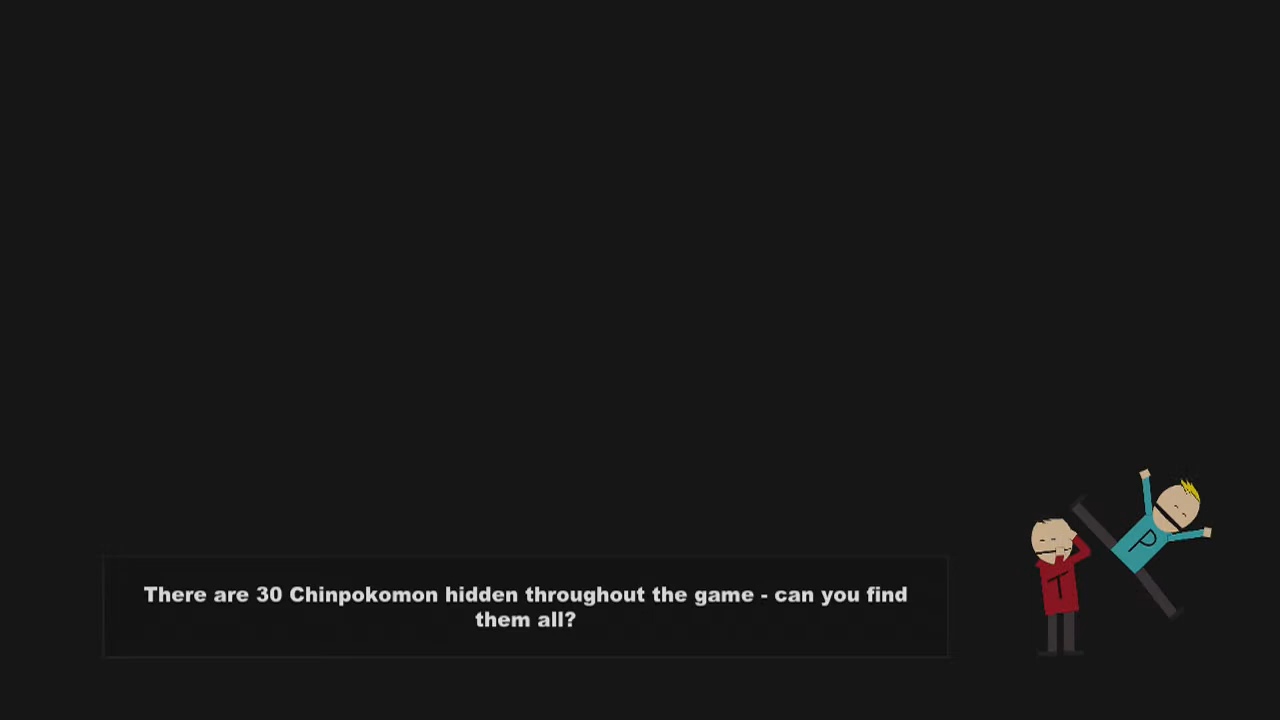 There are 30 Chinpokomon hidden throughout the game - can you find
them all?
T
P